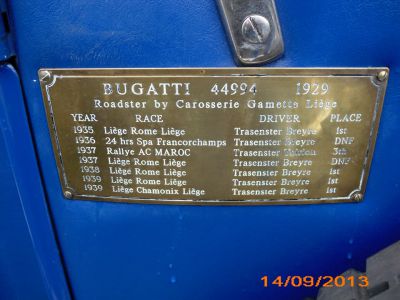 BUGATTI 44994 1929
Roadster by Carosserie Gamette Liège
YEAR RACE DRIVER PLACE
1935 Liège Rome Liège Trasenster Breyre 1st
1936 24 hrs Spa Francorchamps Trasenster Breyre DNF
1937 Rallye AC MAROC Trasenster 5th
1937 Liège Rome Liège Trasenster Breyre DNF
1938 Liège Rome Liège Trasenster Breyre 1st
1939 Liège Rome Liège Trasenster Breyre 1st
1939 Liège Chamonix Liège Trasenster Breyre 1st
14/09/2013